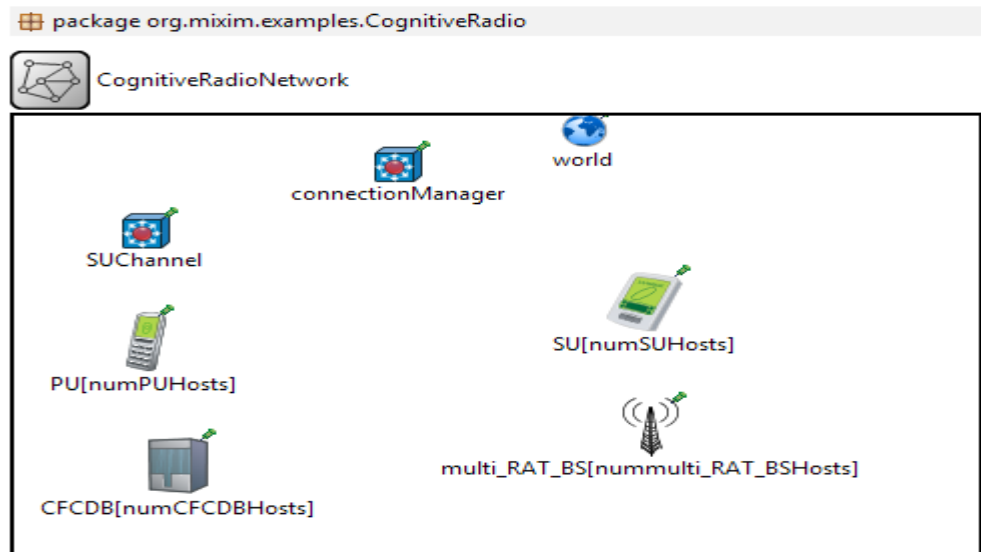 package org.mixim.examples.CognitiveRadio
CognitiveRadioNetwork
world
connectionManager
SUChannel
SU[numSUHosts]
PU[numPUHosts]
multi_RAT_BS[nummulti_RAT_BSHosts]
CFCDB[numCFCDBHosts]